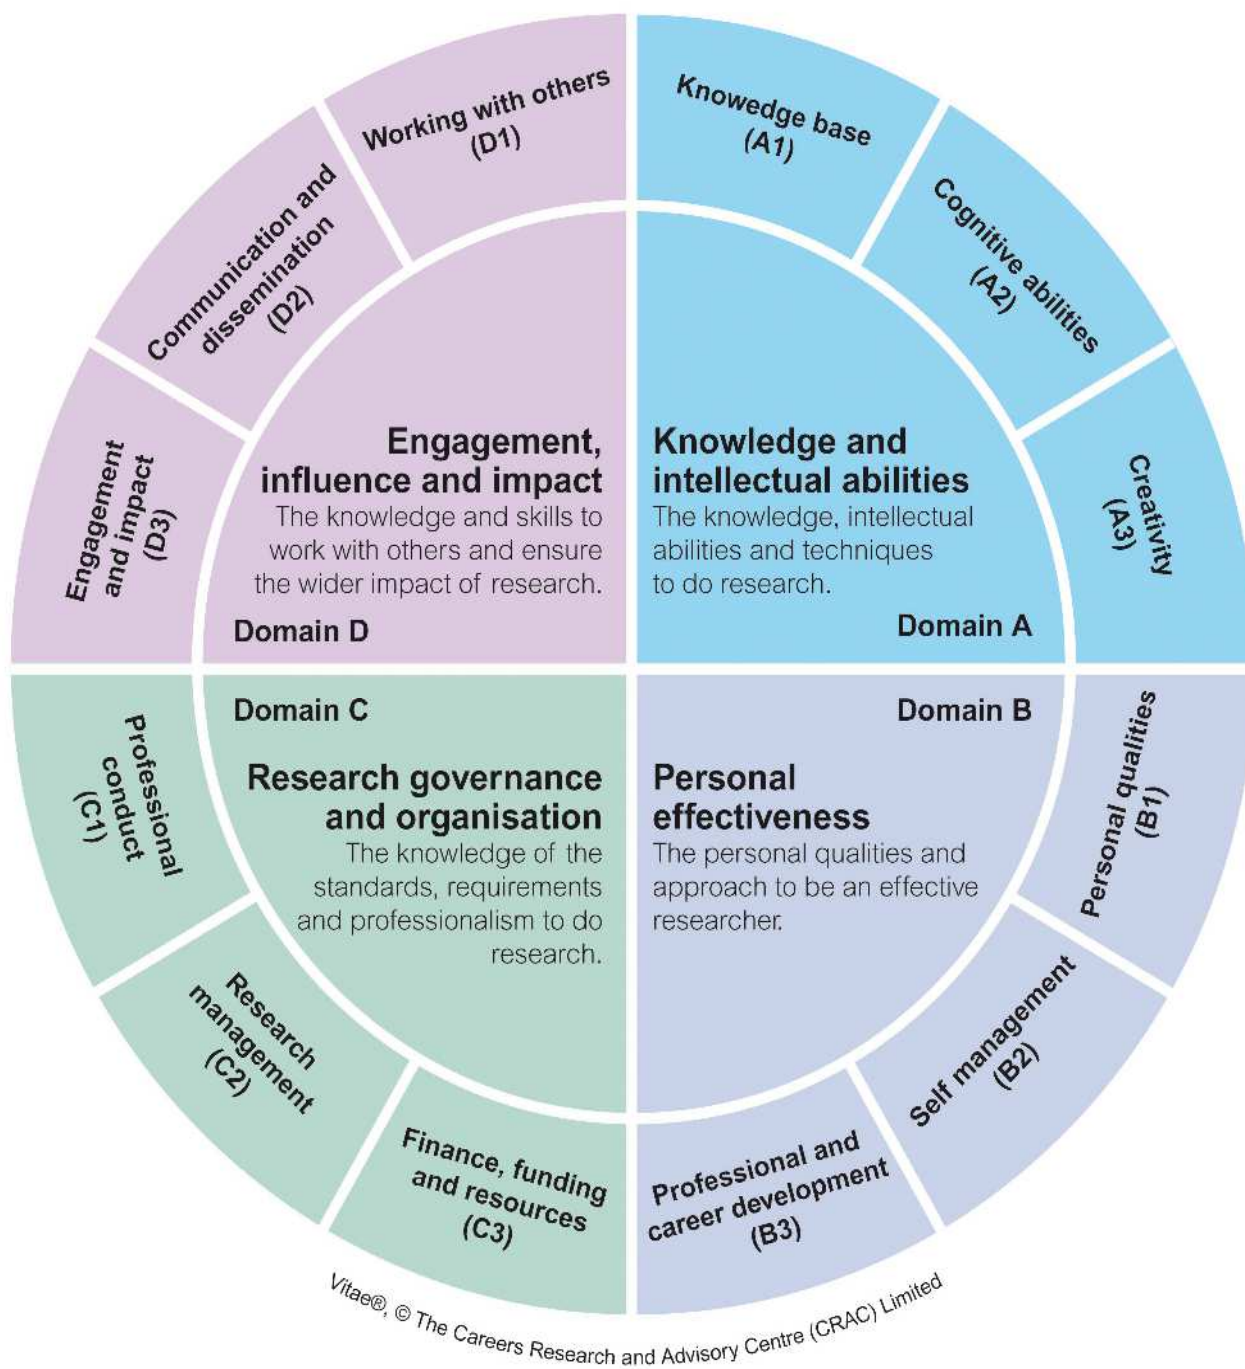 Working with others
(D1)
Knowedge base
(A1)
Communication and
dissemination
(D2)
Cognitive abilities
(A2)
Engagement
and impact
(D3)
Creativity
(A3)
Engagement,
influence and impact
The knowledge and skills to
work with others and ensure
the wider impact of research.
Domain D
Knowledge and
intellectual abilities
The knowledge, intellectual
abilities and techniques
to do research.
Domain A
Domain C
Research governance
and organisation
The knowledge of the
standards, requirements
and professionalism to do
research.
Domain B
Personal
effectiveness
The personal qualities and
approach to be an effective
researcher.
Professional
conduct
(C1)
Personal qualities
(B1)
Research
management
(C2)
Self management
(B2)
Finance, funding
and resources
(C3)
Professional and
career development
(B3)
Vitae®, © The Careers Research and Advisory Centre (CRAC) Limited